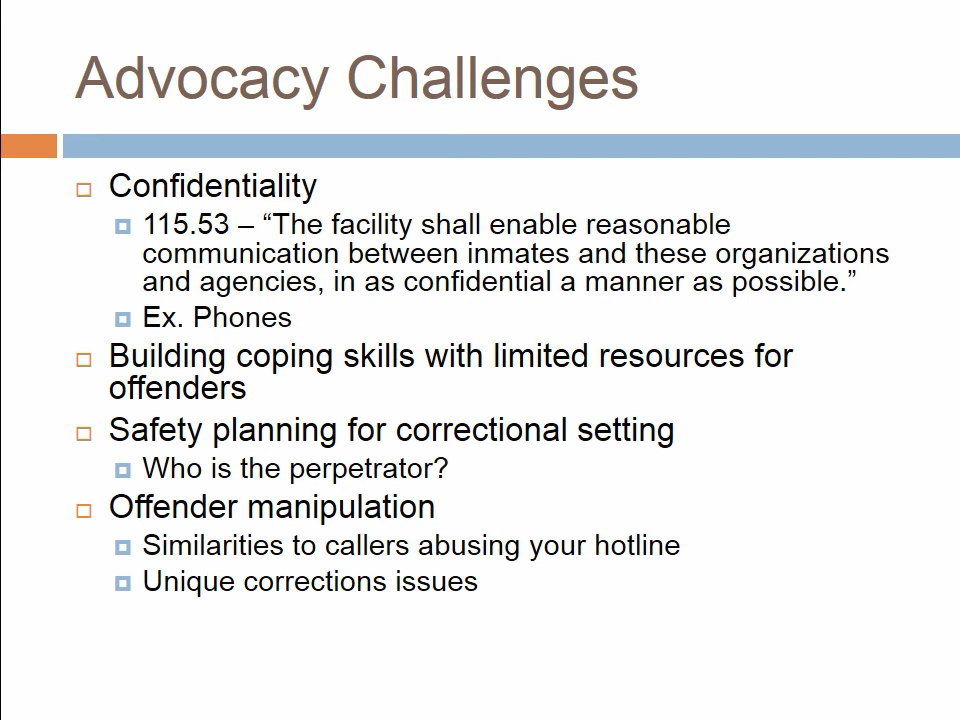 Advocacy Challenges
Confidentiality
115.53 – “The facility shall enable reasonable
communication between inmates and these organizations
and agencies, in as confidential a manner as possible.”
Ex. Phones
Building coping skills with limited resources for
offenders
Safety planning for correctional setting
Who is the perpetrator?
Offender manipulation
Similarities to callers abusing your hotline
Unique corrections issues